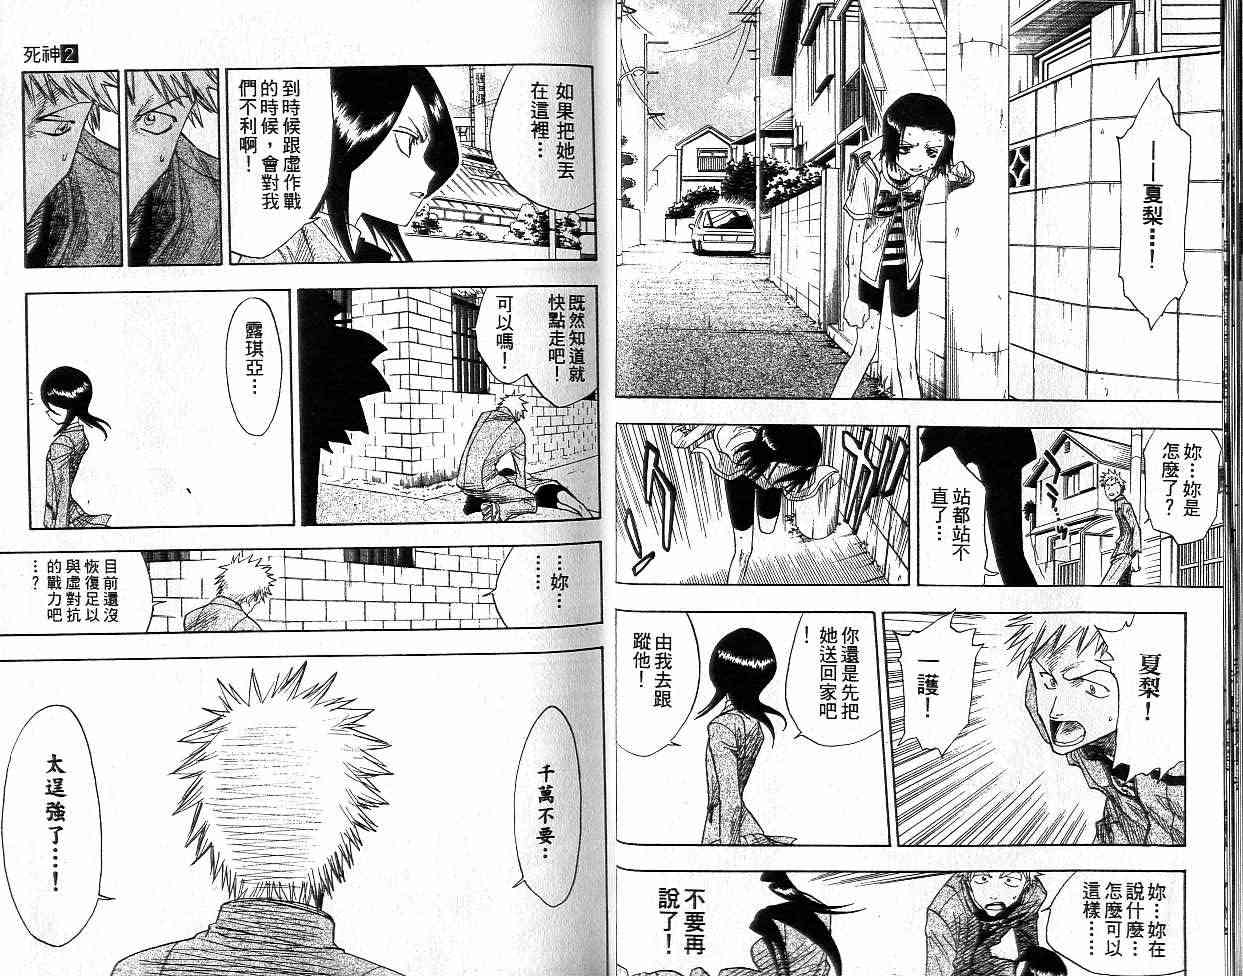 ——夏梨…！
妳…妳是
怎麼了？
站都站不
直了…
夏梨！
一護！
你還是先把
她送回家吧
！
由我去跟
蹤他！
妳…妳在
說什麼…
怎麼可以
這樣……
不要再
說了！
死神2
如果把她丟
在這裡…
到時候跟虛作戰
的時候，會對我
們不利啊！
既然知道就
快點走吧！
可以嗎！
露琪亞…
…妳…
……
目前還沒
恢復足以
與虛對抗
的戰力吧
…？
千萬不要…
太逞強了……！